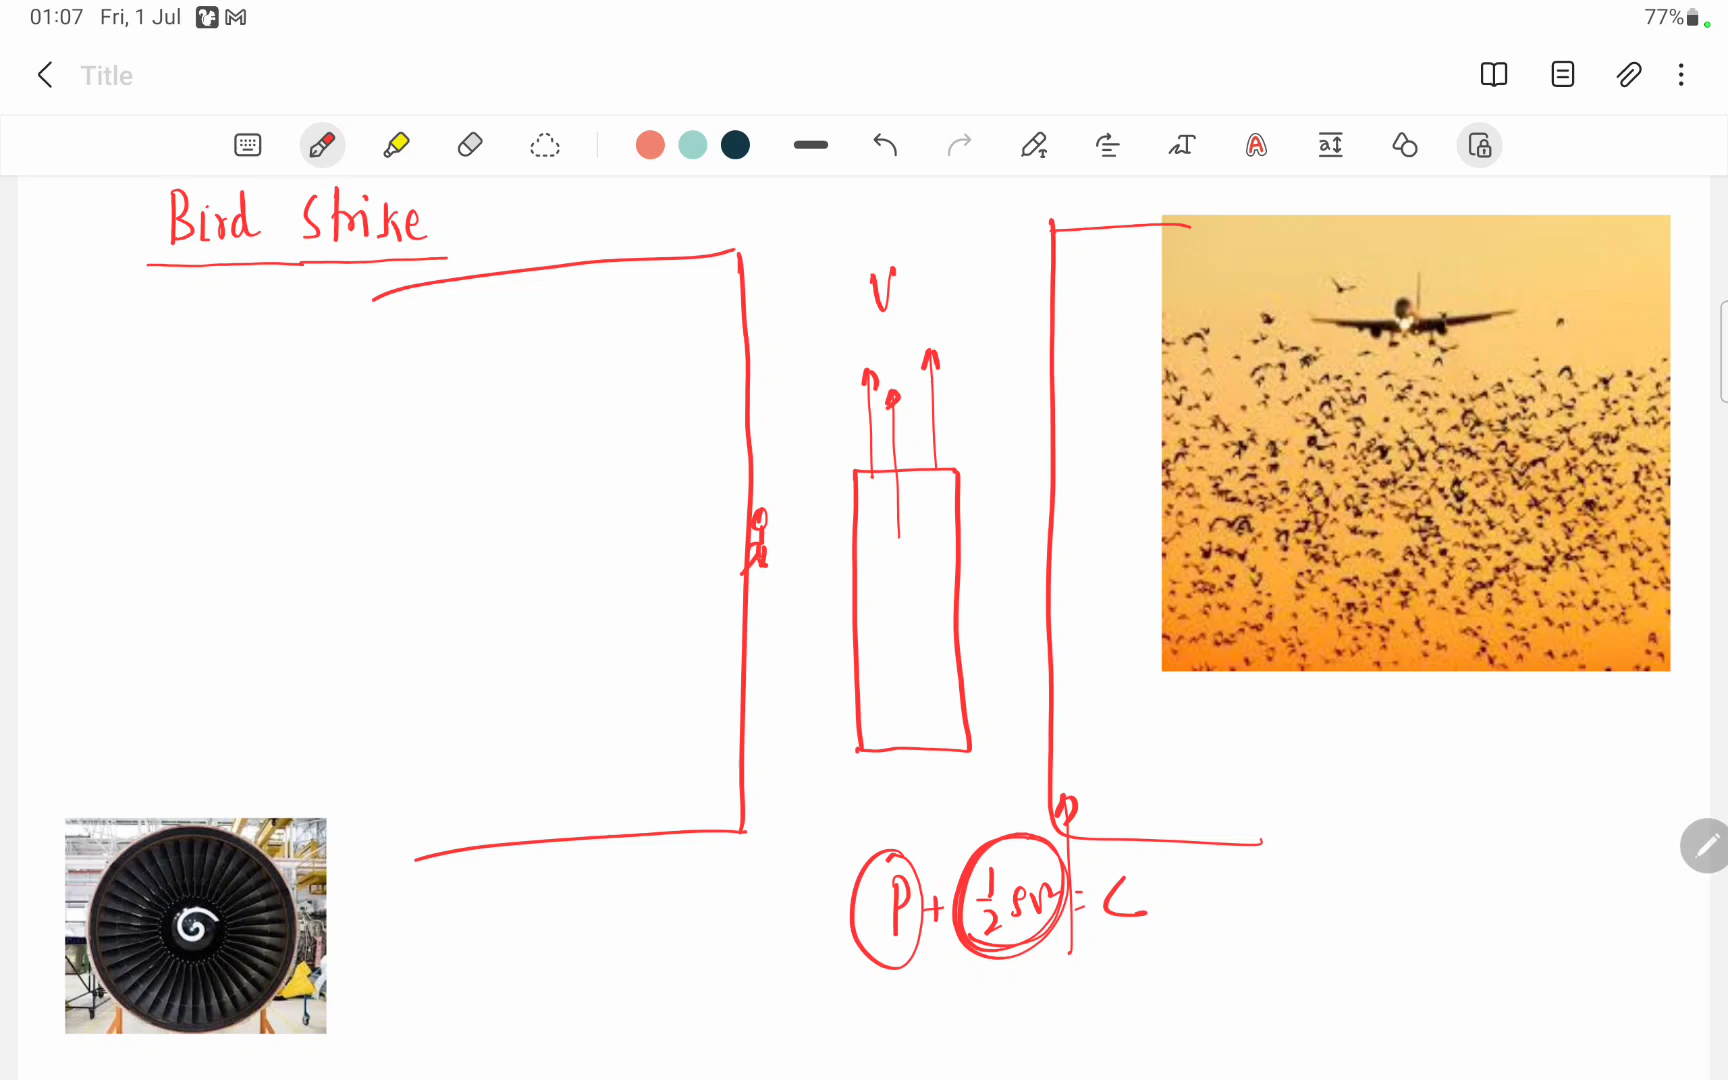 01:07 Fri, 1 Jul 77%
Title
Bird Strike
V
P + 1/2 ρv² = C